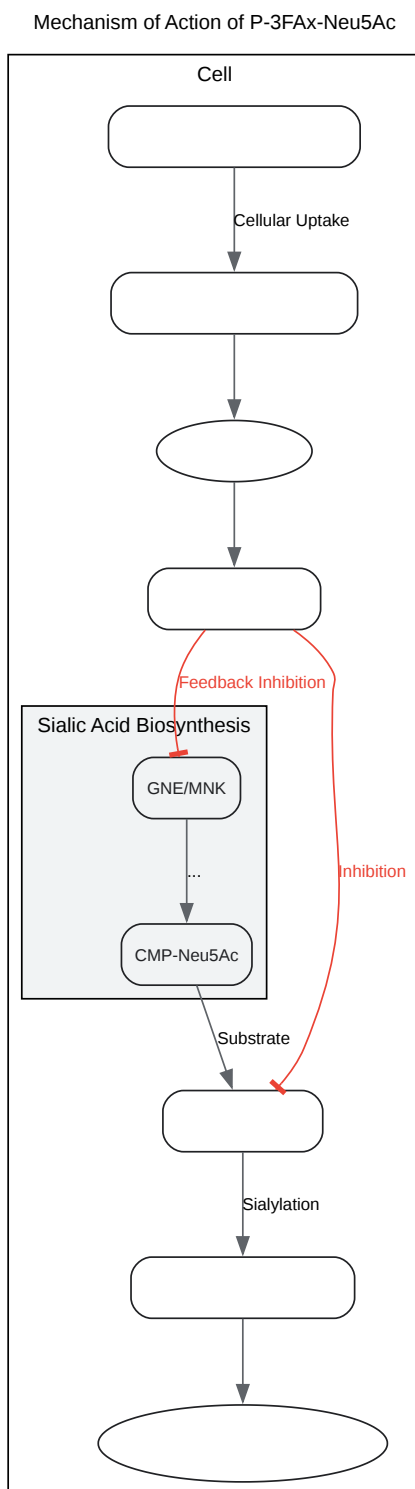 Mechanism of Action of P-3FAx-Neu5Ac
Cell
Cellular Uptake
Feedback Inhibition
Sialic Acid Biosynthesis
GNE/MNK
...
Inhibition
CMP-Neu5Ac
Substrate
Sialylation